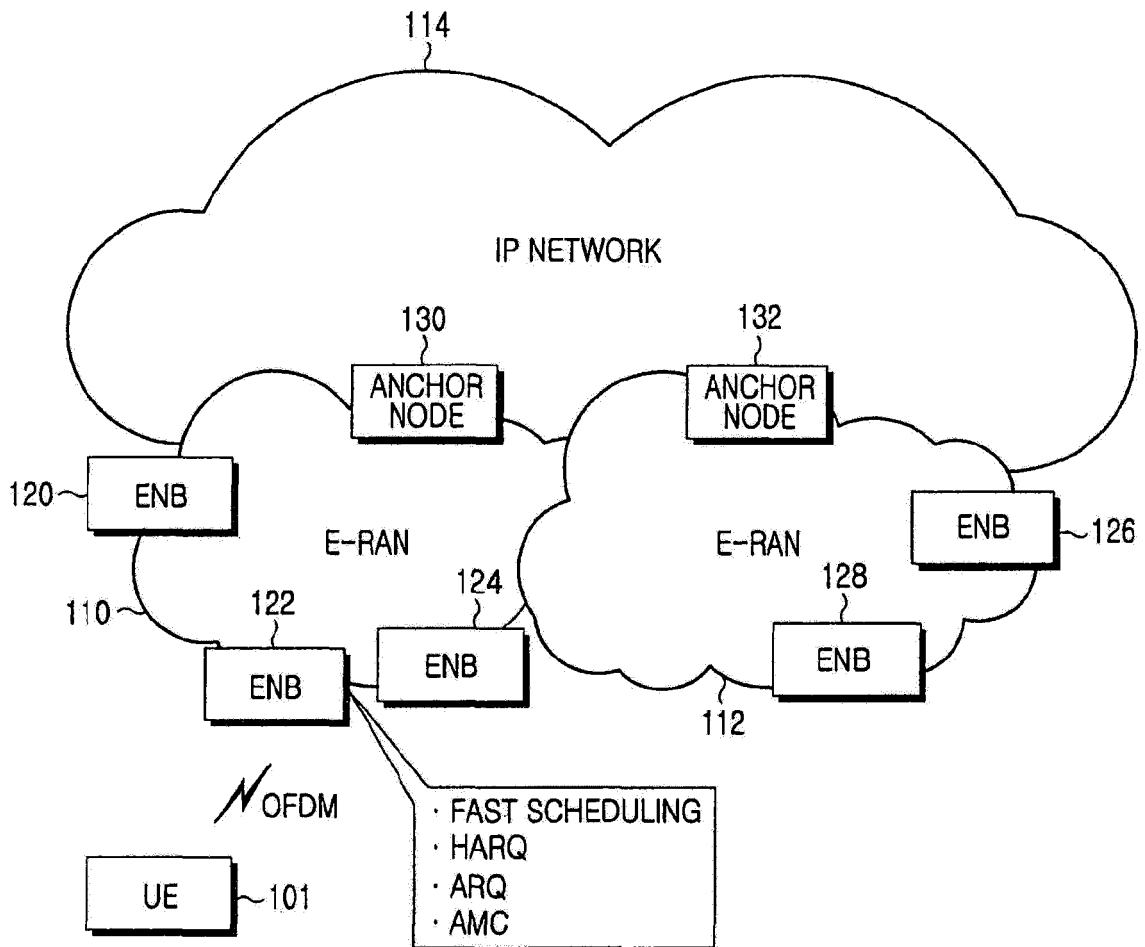 114
IP NETWORK
130
132
ANCHOR
NODE
ANCHOR
NODE
120
ENB
E-RAN
E-RAN
ENB
126
110
122
124
128
ENB
ENB
ENB
112
OFDM
· FAST SCHEDULING
· HARQ
· ARQ
· AMC
UE
101